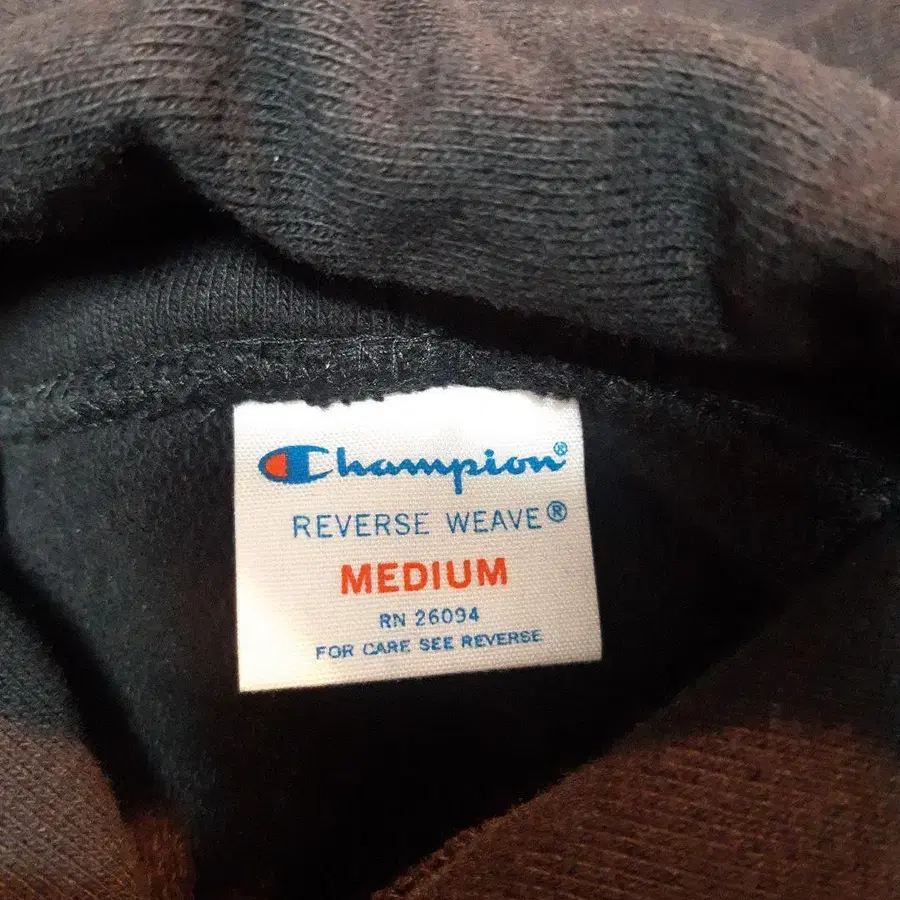 Champion®
REVERSE WEAVE®
MEDIUM
RN 26094
FOR CARE SEE REVERSE